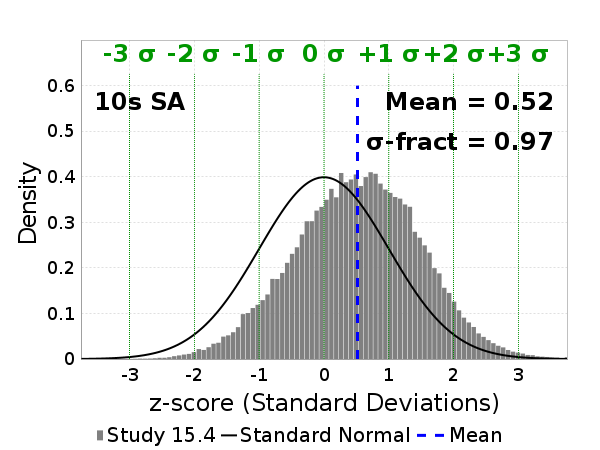 -3 σ -2 σ -1 σ 0 σ +1 σ +2 σ +3 σ
0.6
10s SA
Mean = 0.52
0.5
σ-fract = 0.97
0.4
0.3
0.2
0.1
0
Density
-3 -2 -1 0 1 2 3
z-score (Standard Deviations)
Study 15.4 Standard Normal Mean